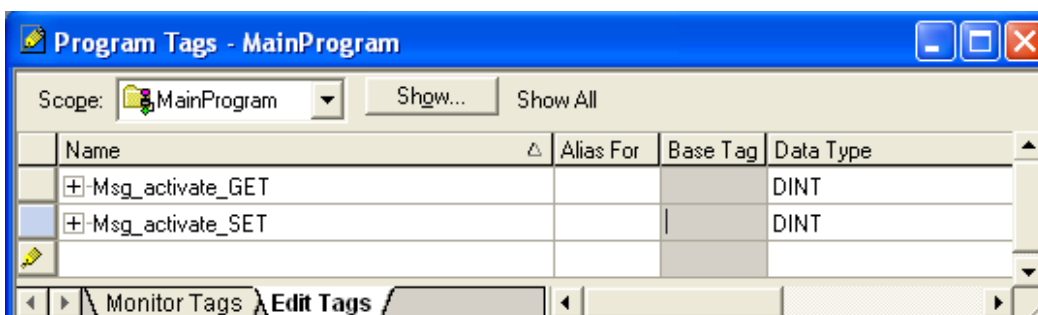 Program Tags - MainProgram
Scope: MainProgram Show... Show All
Name Alias For Base Tag Data Type
Msg_activate_GET DINT
Msg_activate_SET DINT
Monitor Tags Edit Tags